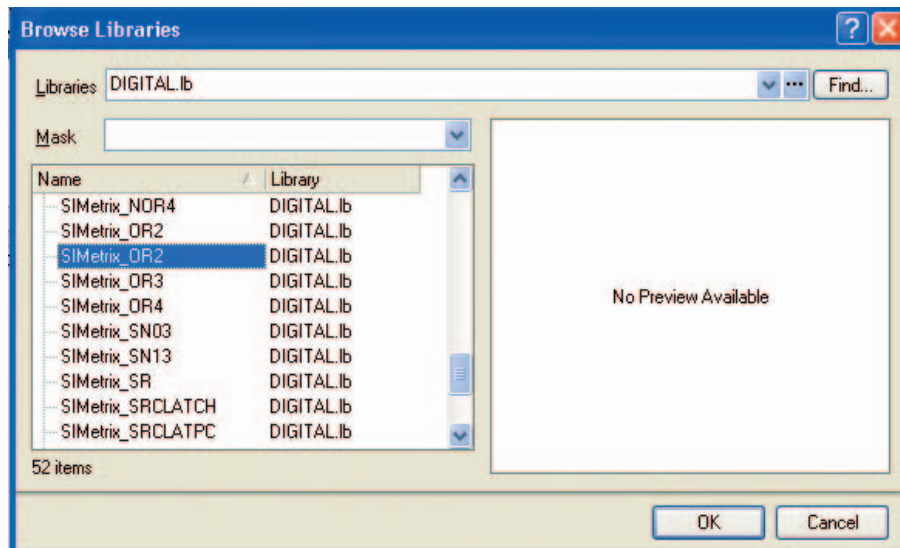 Browse Libraries
Libraries DIGITAL.lb ... Find...
Mask
Name Library
SIMetrix_NOR4 DIGITAL.lb
SIMetrix_OR2 DIGITAL.lb
SIMetrix_OR2 DIGITAL.lb
SIMetrix_OR3 DIGITAL.lb
SIMetrix_OR4 DIGITAL.lb
SIMetrix_SN03 DIGITAL.lb
SIMetrix_SN13 DIGITAL.lb
SIMetrix_SR DIGITAL.lb
SIMetrix_SRCLATCH DIGITAL.lb
SIMetrix_SRCLATPC DIGITAL.lb
No Preview Available
52 items
OK Cancel